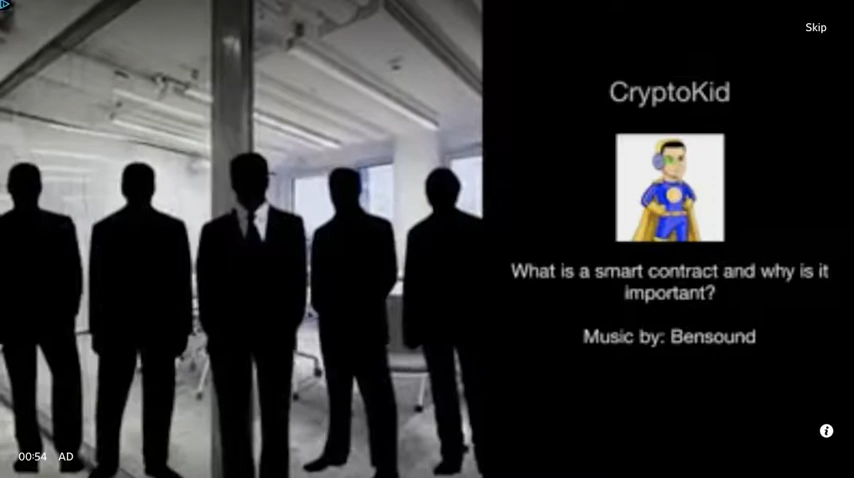 Skip
CryptoKid
What is a smart contract and why is it
important?
Music by: Bensound
00:54 AD